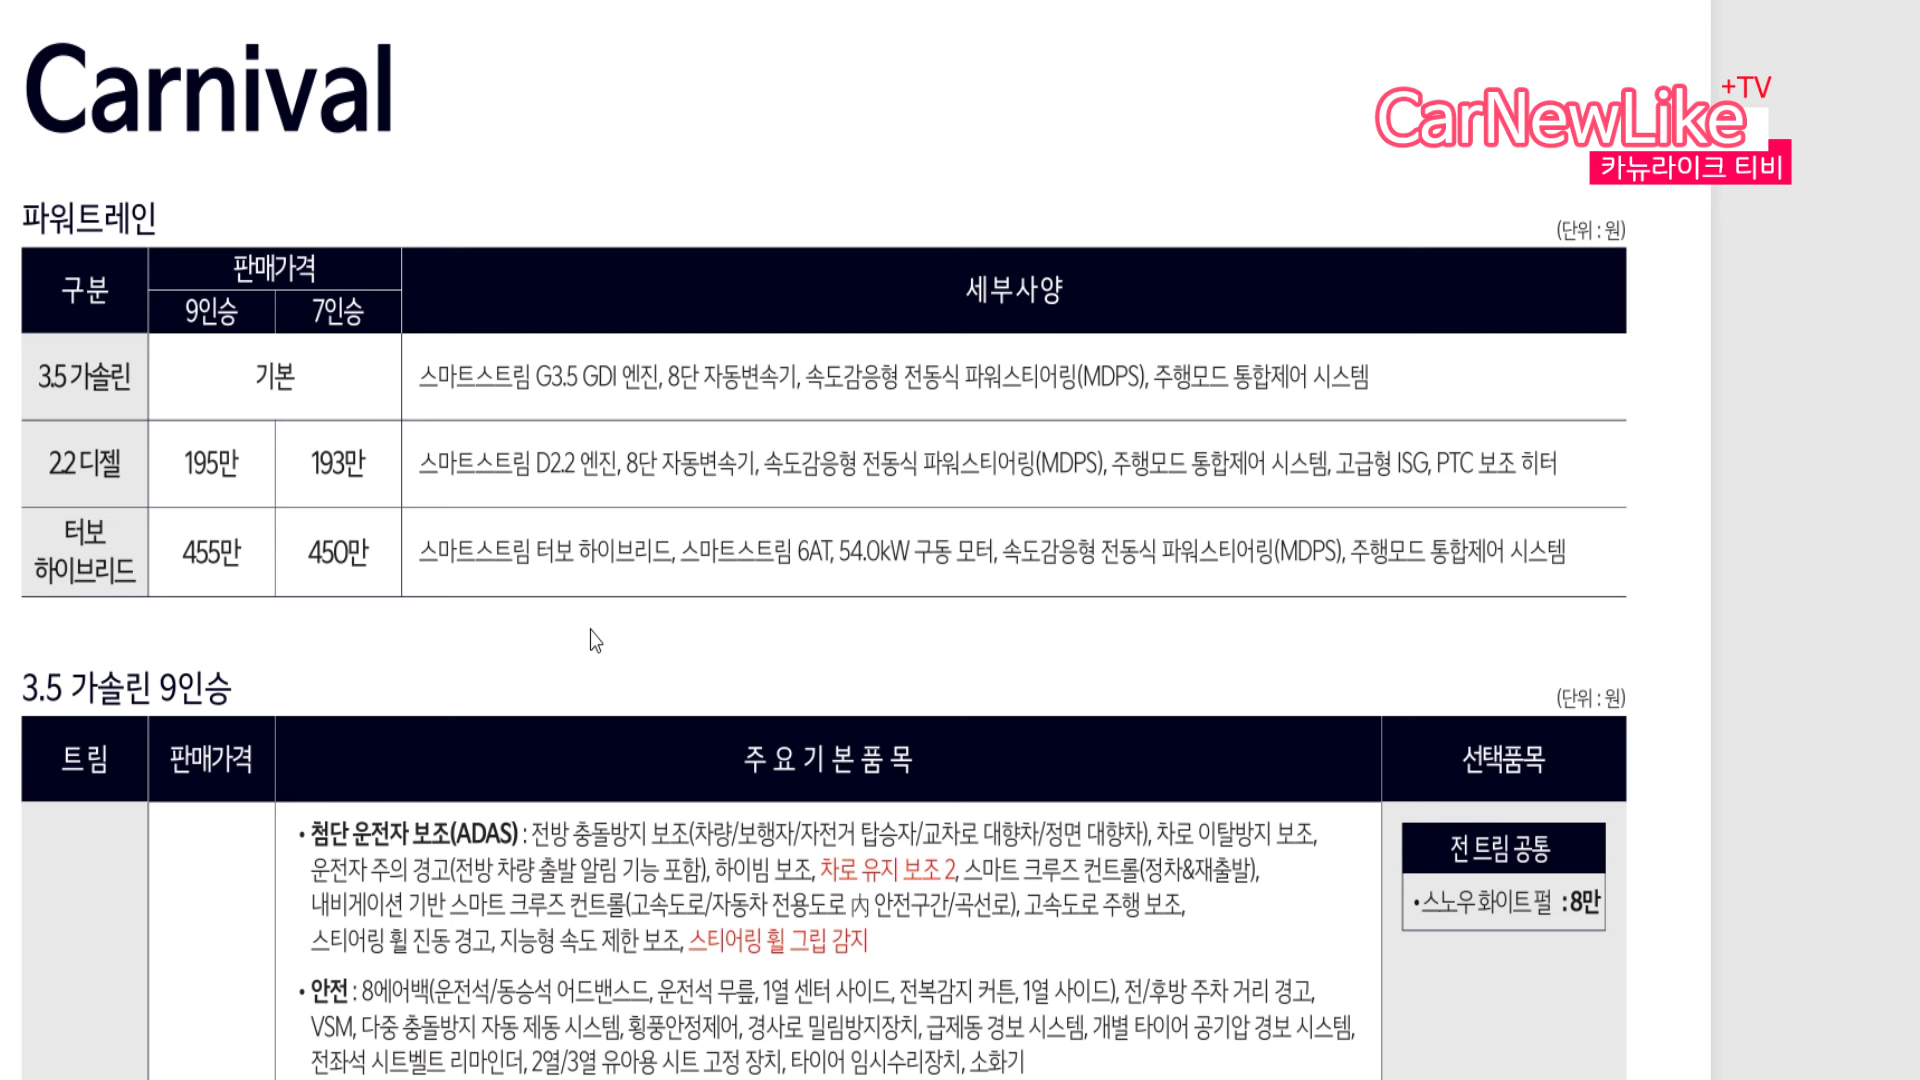 Carnival
+TV
CarNewLike
카뉴라이크 티비
파워트레인
(단위 : 원)
구분 판매가격 세부사양
9인승 7인승
3.5 가솔린 기본 스마트스트림 G3.5 GDI 엔진, 8단 자동변속기, 속도감응형 전동식 파워스티어링(MDPS), 주행모드 통합제어 시스템
2.2 디젤 195만 193만 스마트스트림 D2.2 엔진, 8단 자동변속기, 속도감응형 전동식 파워스티어링(MDPS), 주행모드 통합제어 시스템, 고급형 ISG, PTC 보조 히터
터보
하이브리드 455만 450만 스마트스트림 터보 하이브리드, 스마트스트림 6AT, 54.0kW 구동 모터, 속도감응형 전동식 파워스티어링(MDPS), 주행모드 통합제어 시스템
3.5 가솔린 9인승
(단위 : 원)
트림 판매가격 주요기본품목 선택품목
• 첨단 운전자 보조(ADAS) : 전방 충돌방지 보조(차량/보행자/자전거 탑승자/교차로 대향차/정면 대향차), 차로 이탈방지 보조,
운전자 주의 경고(전방 차량 출발 알림 기능 포함), 하이빔 보조, 차로 유지 보조 2, 스마트 크루즈 컨트롤(정차&재출발),
내비게이션 기반 스마트 크루즈 컨트롤(고속도로/자동차 전용도로 內 안전구간/곡선로), 고속도로 주행 보조,
스티어링 휠 진동 경고, 지능형 속도 제한 보조, 스티어링 휠 그립 감지
• 안전 : 8에어백(운전석/동승석 어드밴스드, 운전석 무릎, 1열 센터 사이드, 전복감지 커튼, 1열 사이드), 전/후방 주차 거리 경고,
VSM, 다중 충돌방지 자동 제동 시스템, 횡풍안정제어, 경사로 밀림방지장치, 급제동 경보 시스템, 개별 타이어 공기압 경보 시스템,
전좌석 시트벨트 리마인더, 2열/3열 유아용 시트 고정 장치, 타이어 임시수리장치, 소화기
전 트림 공통
• 스노우 화이트 펄 : 8만